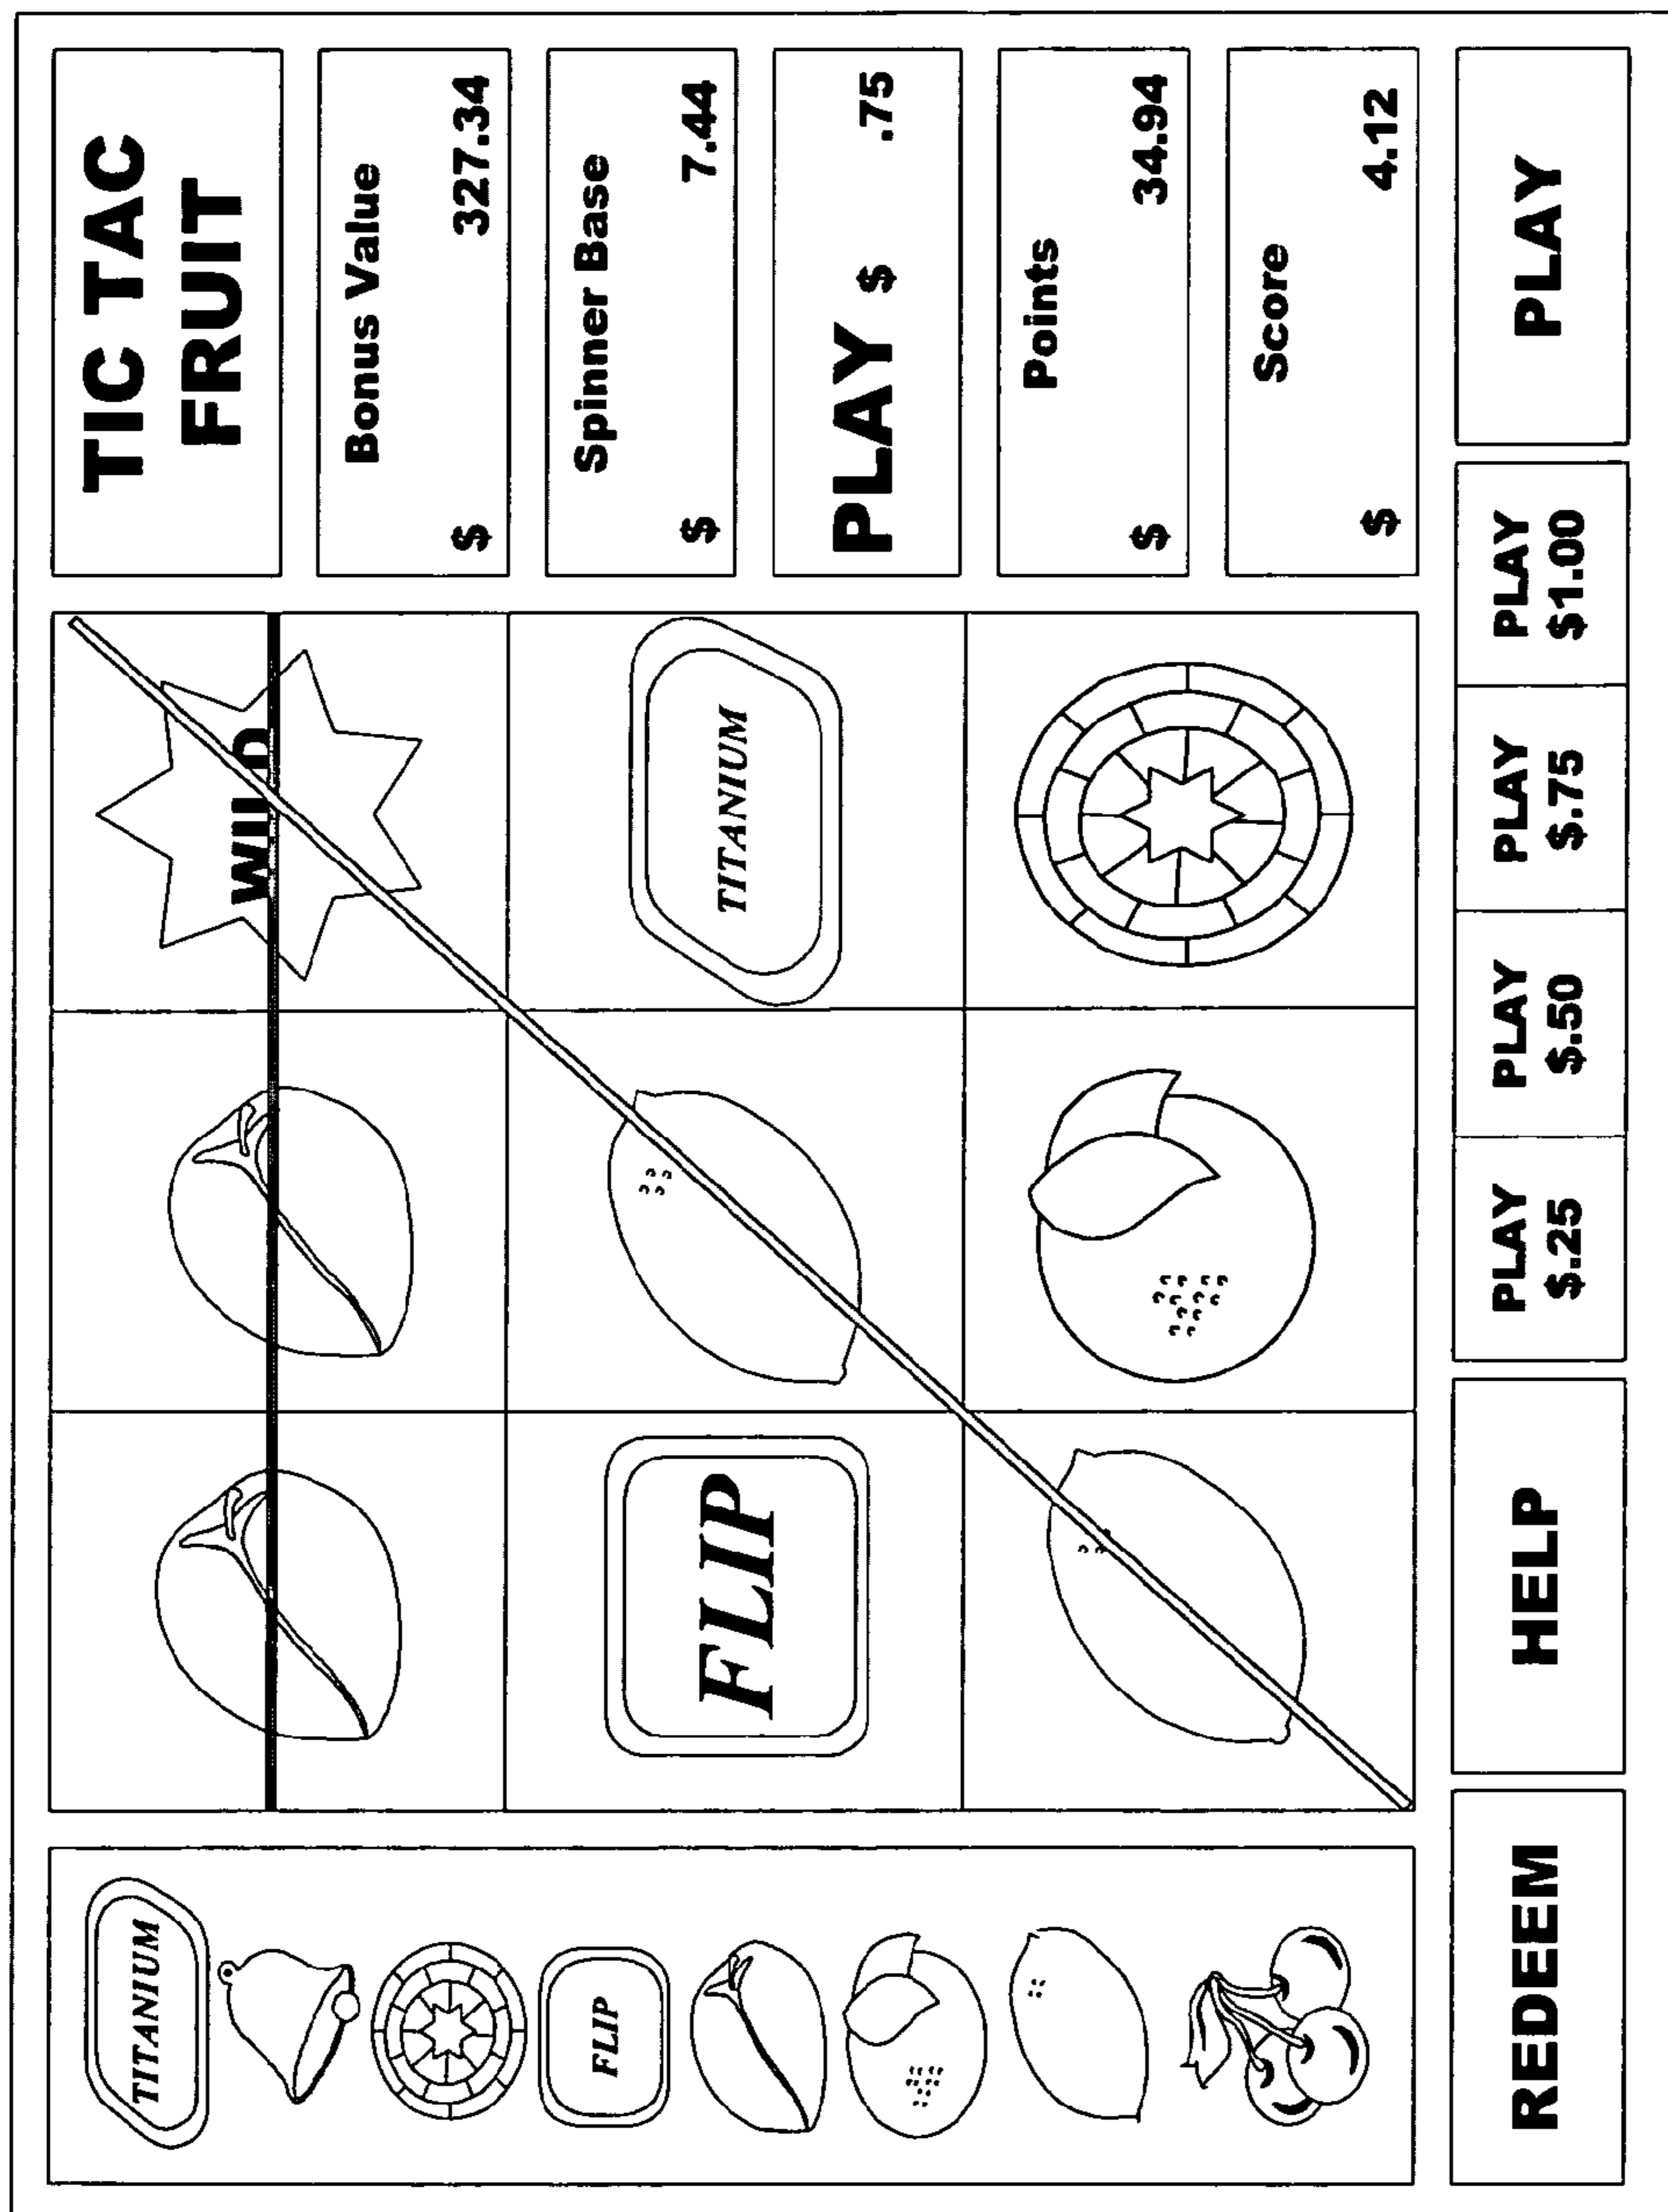 TITANIUM
FLIP
WILD
FLIP
TITANIUM
TIC TAC
FRUIT
Bonus Value
$ 327.34
Spinner Base
$ 7.44
PLAY $ .75
Points
$ 34.94
Score
$ 4.12
REDEEM
HELP
PLAY
$.25
PLAY
$.50
PLAY
$.75
PLAY
$1.00
PLAY